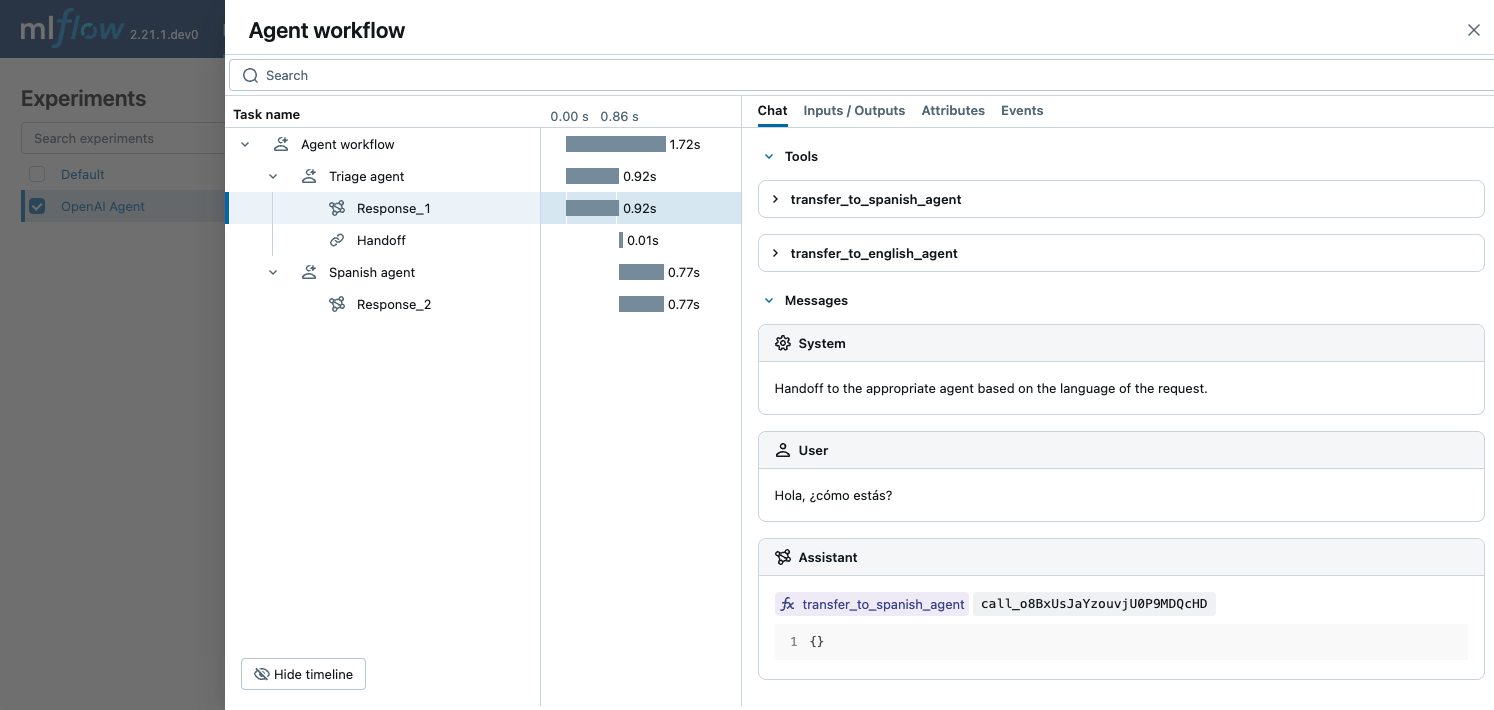 mlflow 2.21.1.dev0
Experiments
Search experiments
Default
OpenAI Agent
Agent workflow
Search
Task name
0.00 s 0.86 s
Agent workflow 1.72s
Triage agent 0.92s
Response_1 0.92s
Handoff 0.01s
Spanish agent 0.77s
Response_2 0.77s
Hide timeline
Chat Inputs / Outputs Attributes Events
Tools
transfer_to_spanish_agent
transfer_to_english_agent
Messages
System
Handoff to the appropriate agent based on the language of the request.
User
Hola, ¿cómo estás?
Assistant
fx transfer_to_spanish_agent call_o8BxUsJaYzouvjU0P9MDQcHD
1 {}